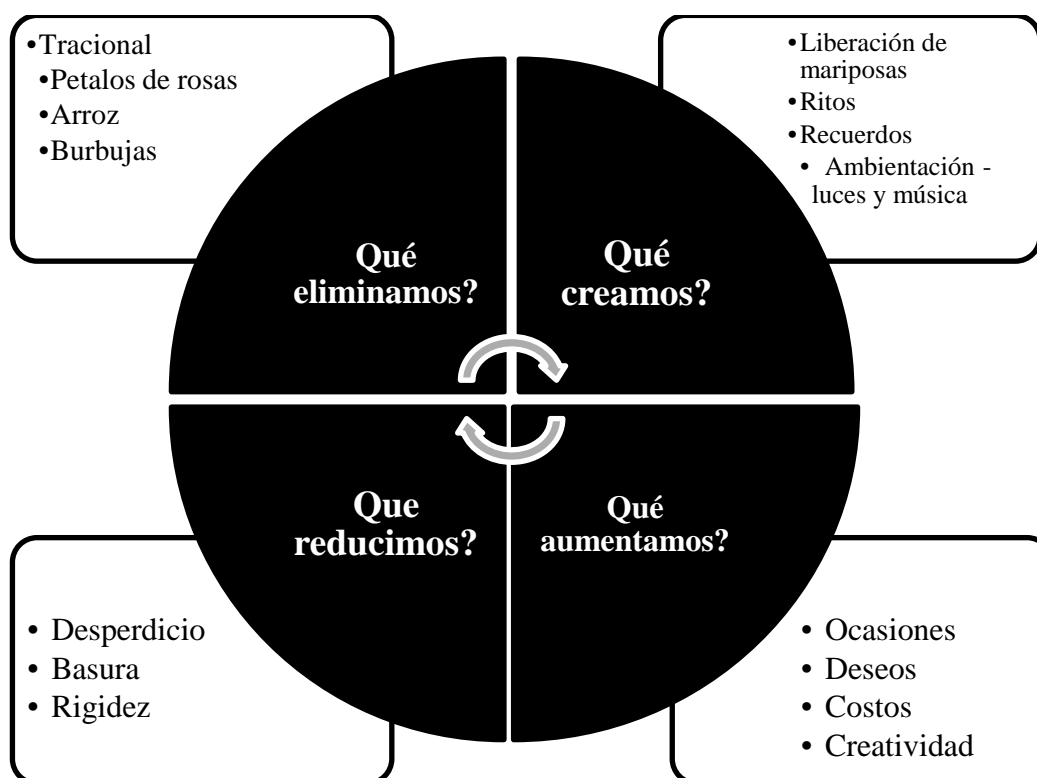 •Tracional
•Petalos de rosas
•Arroz
•Burbujas
•Liberación de
mariposas
•Ritos
•Recuerdos
• Ambientación -
luces y música
Qué
eliminamos?
Qué
creamos?
Que
reducimos?
Qué
aumentamos?
• Desperdicio
• Basura
• Rigidez
• Ocasiones
• Deseos
• Costos
• Creatividad